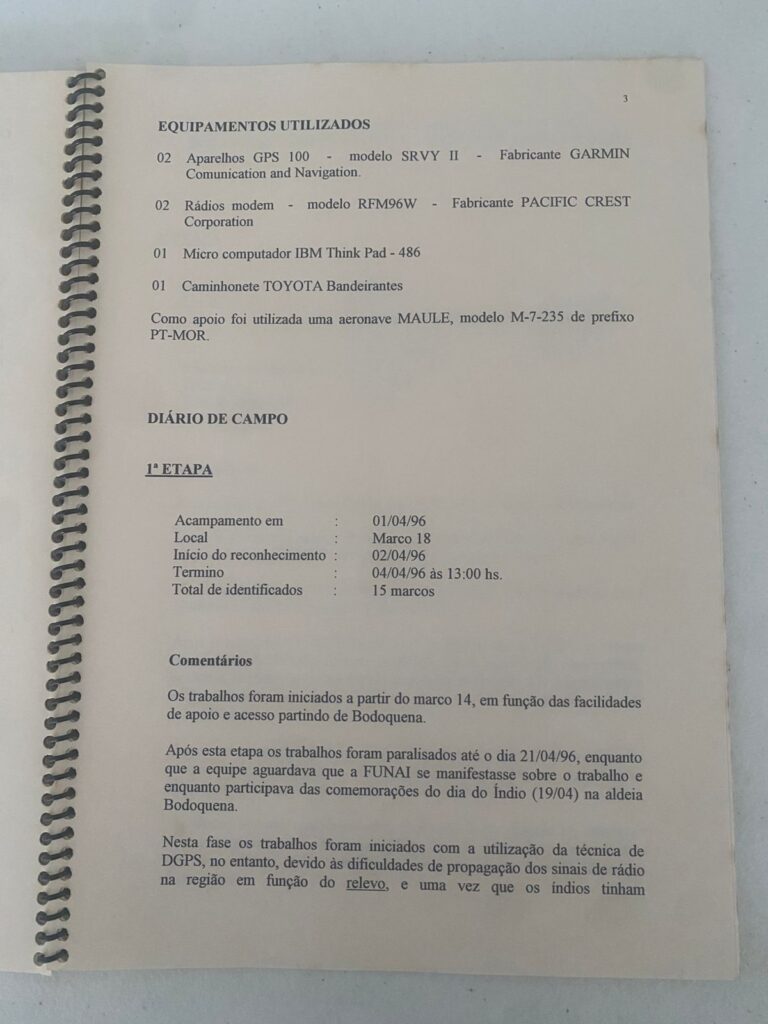 3
EQUIPAMENTOS UTILIZADOS
02 Aparelhos GPS 100 - modelo SRVY II - Fabricante GARMIN
Comunication and Navigation.
02 Rádios modem - modelo RFM96W - Fabricante PACIFIC CREST
Corporation
01 Micro computador IBM Think Pad - 486
01 Caminhonete TOYOTA Bandeirantes
Como apoio foi utilizada uma aeronave MAULE, modelo M-7-235 de prefixo
PT-MOR.
DIÁRIO DE CAMPO
1ª ETAPA
Acampamento em : 01/04/96
Local : Marco 18
Início do reconhecimento : 02/04/96
Termino : 04/04/96 às 13:00 hs.
Total de identificados : 15 marcos
Comentários
Os trabalhos foram iniciados a partir do marco 14, em função das facilidades
de apoio e acesso partindo de Bodoquena.
Após esta etapa os trabalhos foram paralisados até o dia 21/04/96, enquanto
que a equipe aguardava que a FUNAI se manifestasse sobre o trabalho e
enquanto participava das comemorações do dia do Índio (19/04) na aldeia
Bodoquena.
Nesta fase os trabalhos foram iniciados com a utilização da técnica de
DGPS, no entanto, devido às dificuldades de propagação dos sinais de rádio
na região em função do relevo, e uma vez que os índios tinham